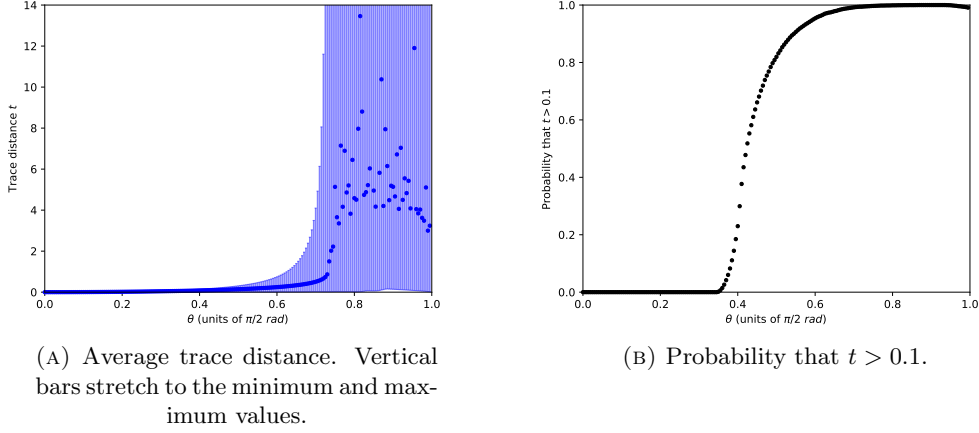 Trace distance t
14
12
10
8
6
4
2
0
0.0 0.2 0.4 0.6 0.8 1.0
θ (units of π/2 rad)
(A) Average trace distance. Vertical
bars stretch to the minimum and max-
imum values.
Probability that t > 0.1
1.0
0.8
0.6
0.4
0.2
0.0
0.0 0.2 0.4 0.6 0.8 1.0
θ (units of π/2 rad)
(B) Probability that t > 0.1.